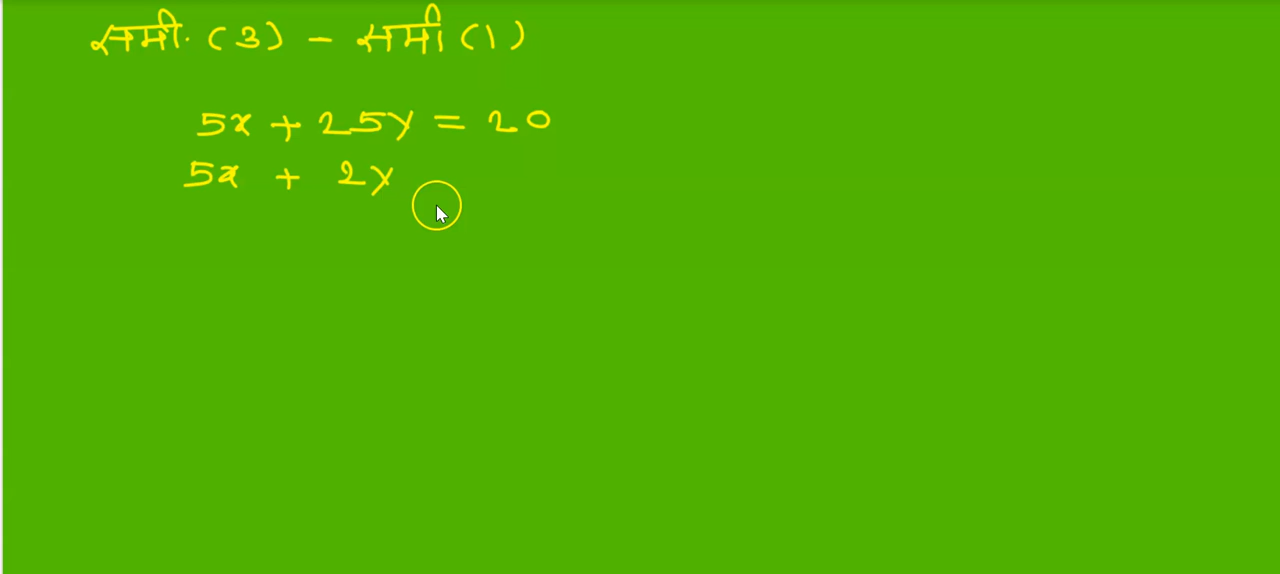 समी. (3) - समी (1)
5x + 25y = 20
5x + 2y